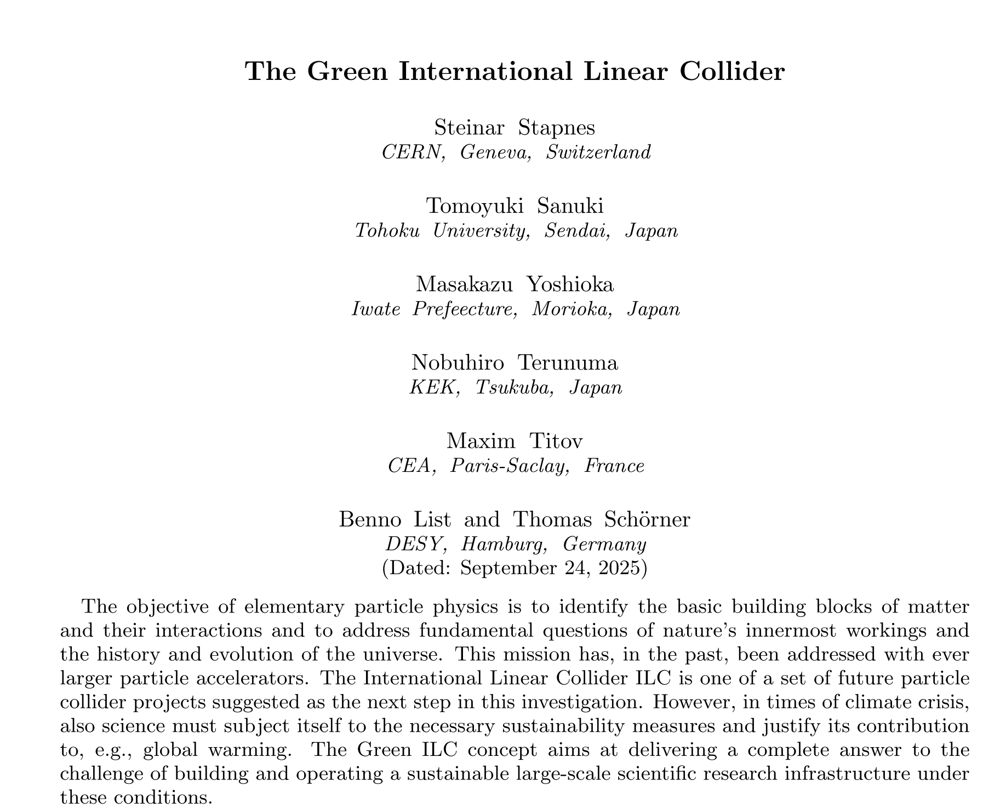 The Green International Linear Collider
Steinar Stapnes
CERN, Geneva, Switzerland
Tomoyuki Sanuki
Tohoku University, Sendai, Japan
Masakazu Yoshioka
Iwate Prefeecture, Morioka, Japan
Nobuhiro Terunuma
KEK, Tsukuba, Japan
Maxim Titov
CEA, Paris-Saclay, France
Benno List and Thomas Schörner
DESY, Hamburg, Germany
(Dated: September 24, 2025)
The objective of elementary particle physics is to identify the basic building blocks of matter
and their interactions and to address fundamental questions of nature's innermost workings and
the history and evolution of the universe. This mission has, in the past, been addressed with ever
larger particle accelerators. The International Linear Collider ILC is one of a set of future particle
collider projects suggested as the next step in this investigation. However, in times of climate crisis,
also science must subject itself to the necessary sustainability measures and justify its contribution
to, e.g., global warming. The Green ILC concept aims at delivering a complete answer to the
challenge of building and operating a sustainable large-scale scientific research infrastructure under
these conditions.